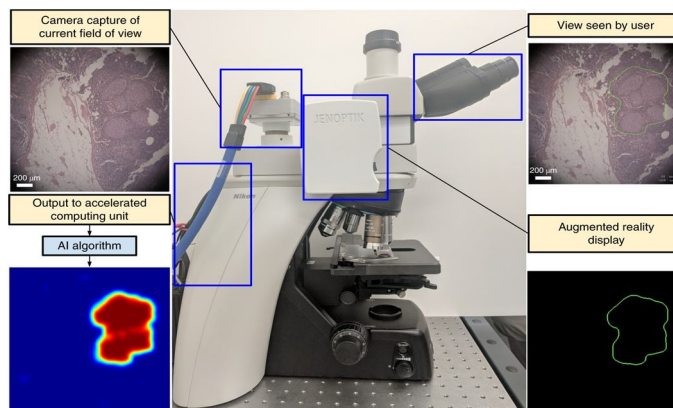 Camera capture of
current field of view
View seen by user
JENOPTIK
200 μm
200 μm
Output to accelerated
computing unit
Nikon
AI algorithm
Augmented reality
display